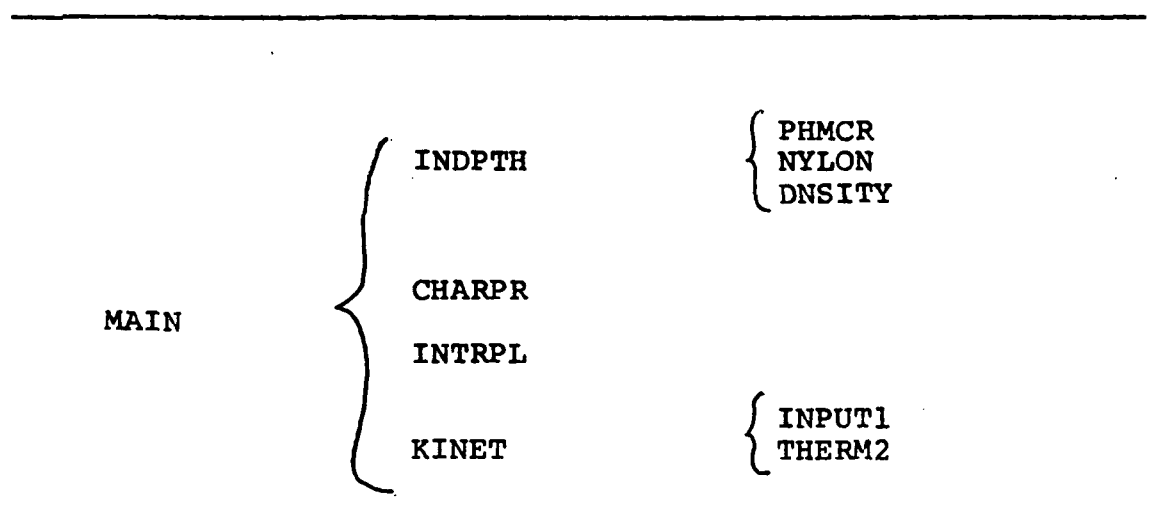 PHMCR
INDPTH
NYLON
DNSITY
CHARPR
MAIN
INTRPL
INPUT1
KINET
THERM2